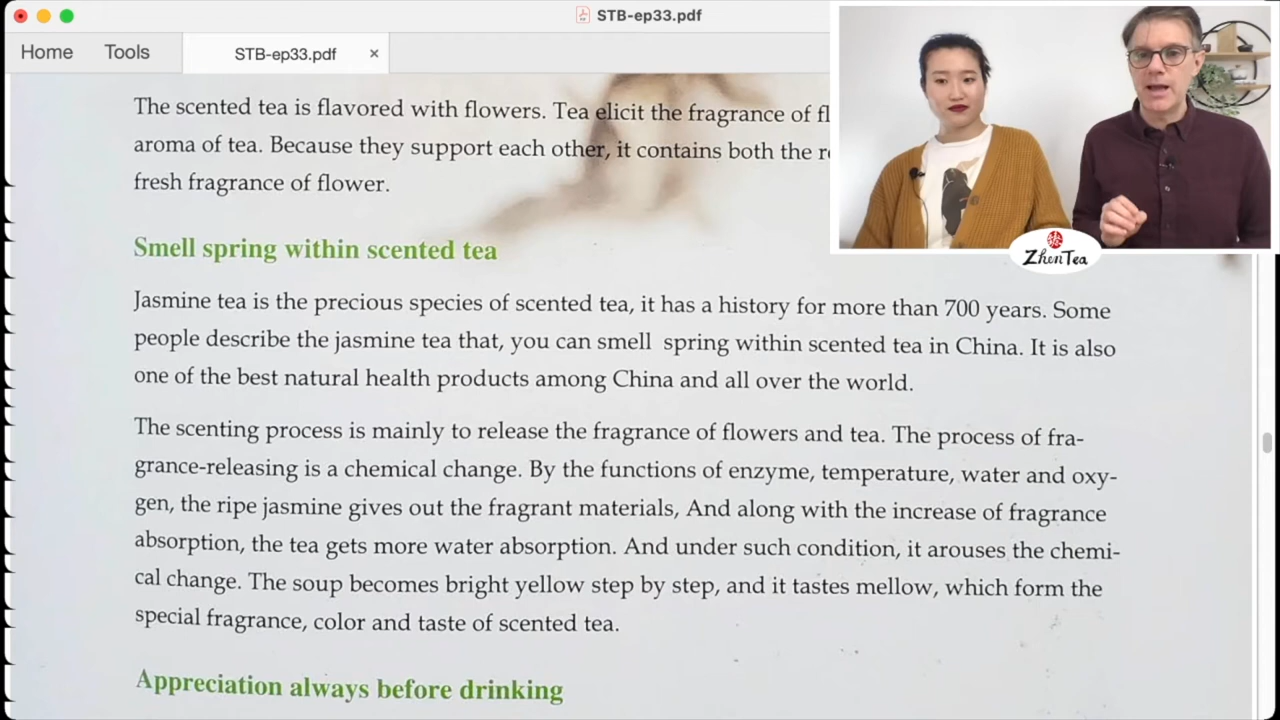 STB-ep33.pdf
Home Tools STB-ep33.pdf ×
The scented tea is flavored with flowers. Tea elicit the fragrance of fl
aroma of tea. Because they support each other, it contains both the r
fresh fragrance of flower.
Smell spring within scented tea
Jasmine tea is the precious species of scented tea, it has a history for more than 700 years. Some
people describe the jasmine tea that, you can smell spring within scented tea in China. It is also
one of the best natural health products among China and all over the world.
The scenting process is mainly to release the fragrance of flowers and tea. The process of fra-
grance-releasing is a chemical change. By the functions of enzyme, temperature, water and oxy-
gen, the ripe jasmine gives out the fragrant materials, And along with the increase of fragrance
absorption, the tea gets more water absorption. And under such condition, it arouses the chemi-
cal change. The soup becomes bright yellow step by step, and it tastes mellow, which form the
special fragrance, color and taste of scented tea.
Appreciation always before drinking
Zhen Tea